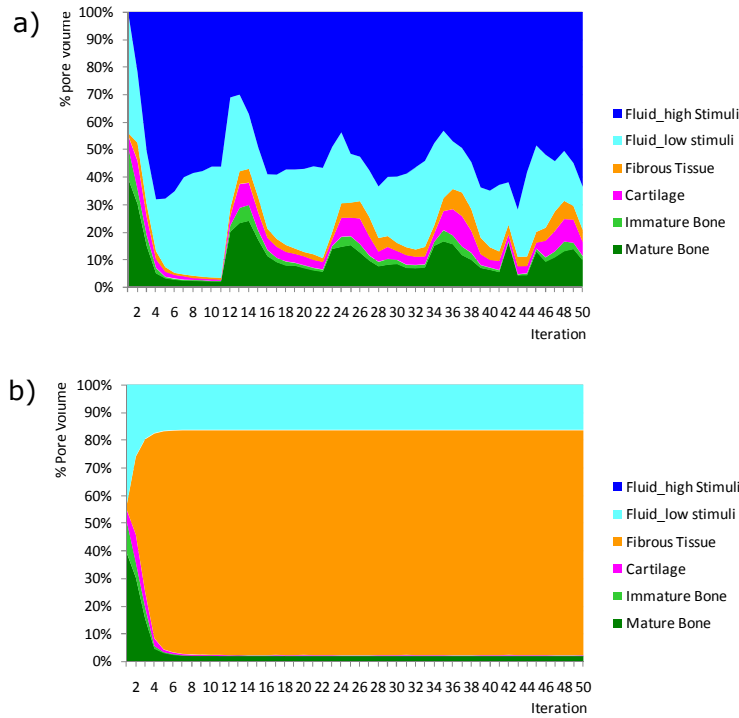 a)
% pore volume
100%
90%
80%
70%
60%
50%
40%
30%
20%
10%
0%
2 4 6 8 10 12 14 16 18 20 22 24 26 28 30 32 34 36 38 40 42 44 46 48 50
Iteration
Fluid_high Stimuli
Fluid_low stimuli
Fibrous Tissue
Cartilage
Immature Bone
Mature Bone
b)
% Pore Voiume
100%
90%
80%
70%
60%
50%
40%
30%
20%
10%
0%
2 4 6 8 10 12 14 16 18 20 22 24 26 28 30 32 34 36 38 40 42 44 46 48 50
Iteration
Fluid_high Stimuli
Fluid_low stimuli
Fibrous Tissue
Cartilage
Immature Bone
Mature Bone